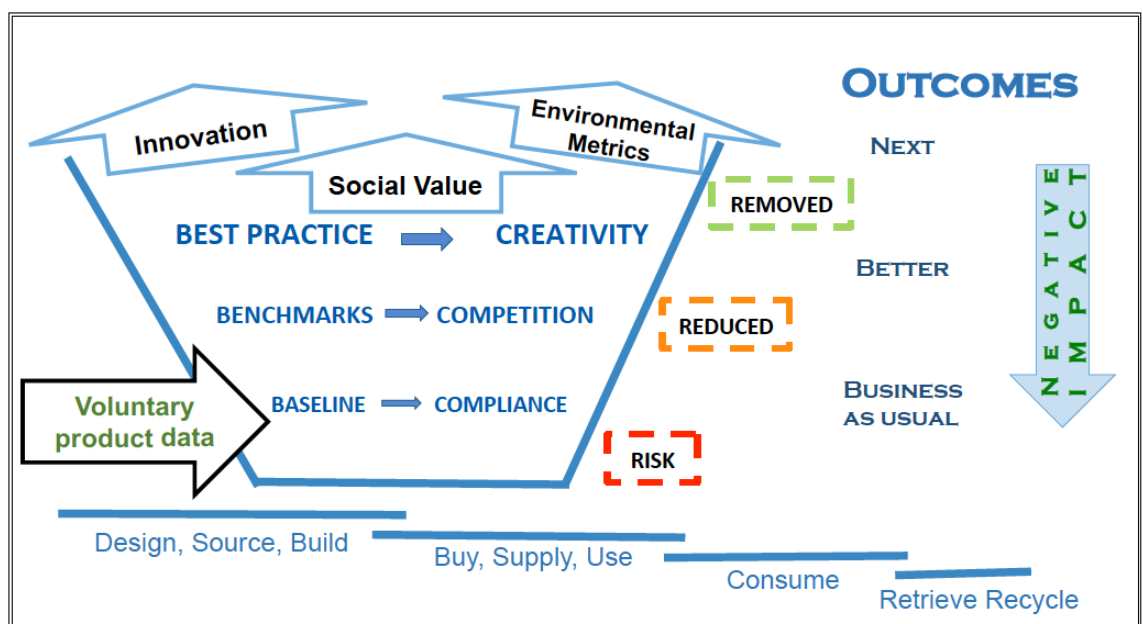 OUTCOMES
Innovation
Environmental
Metrics
Social Value
NEXT
REMOVED
BEST PRACTICE
CREATIVITY
BETTER
NEGATIVE
IMPACT
BENCHMARKS
COMPETITION
REDUCED
Voluntary
product data
BASELINE
COMPLIANCE
BUSINESS
AS USUAL
RISK
Design, Source, Build
Buy, Supply, Use
Consume
Retrieve Recycle